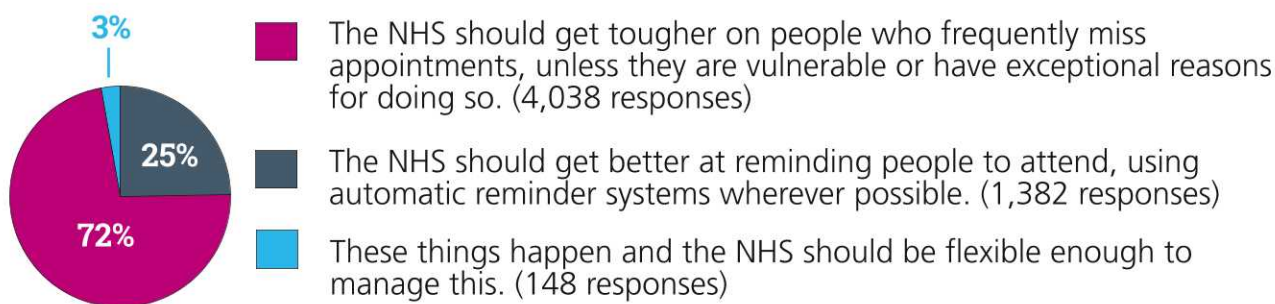 3%
25%
72%
The NHS should get tougher on people who frequently miss
appointments, unless they are vulnerable or have exceptional reasons
for doing so. (4,038 responses)
The NHS should get better at reminding people to attend, using
automatic reminder systems wherever possible. (1,382 responses)
These things happen and the NHS should be flexible enough to
manage this. (148 responses)